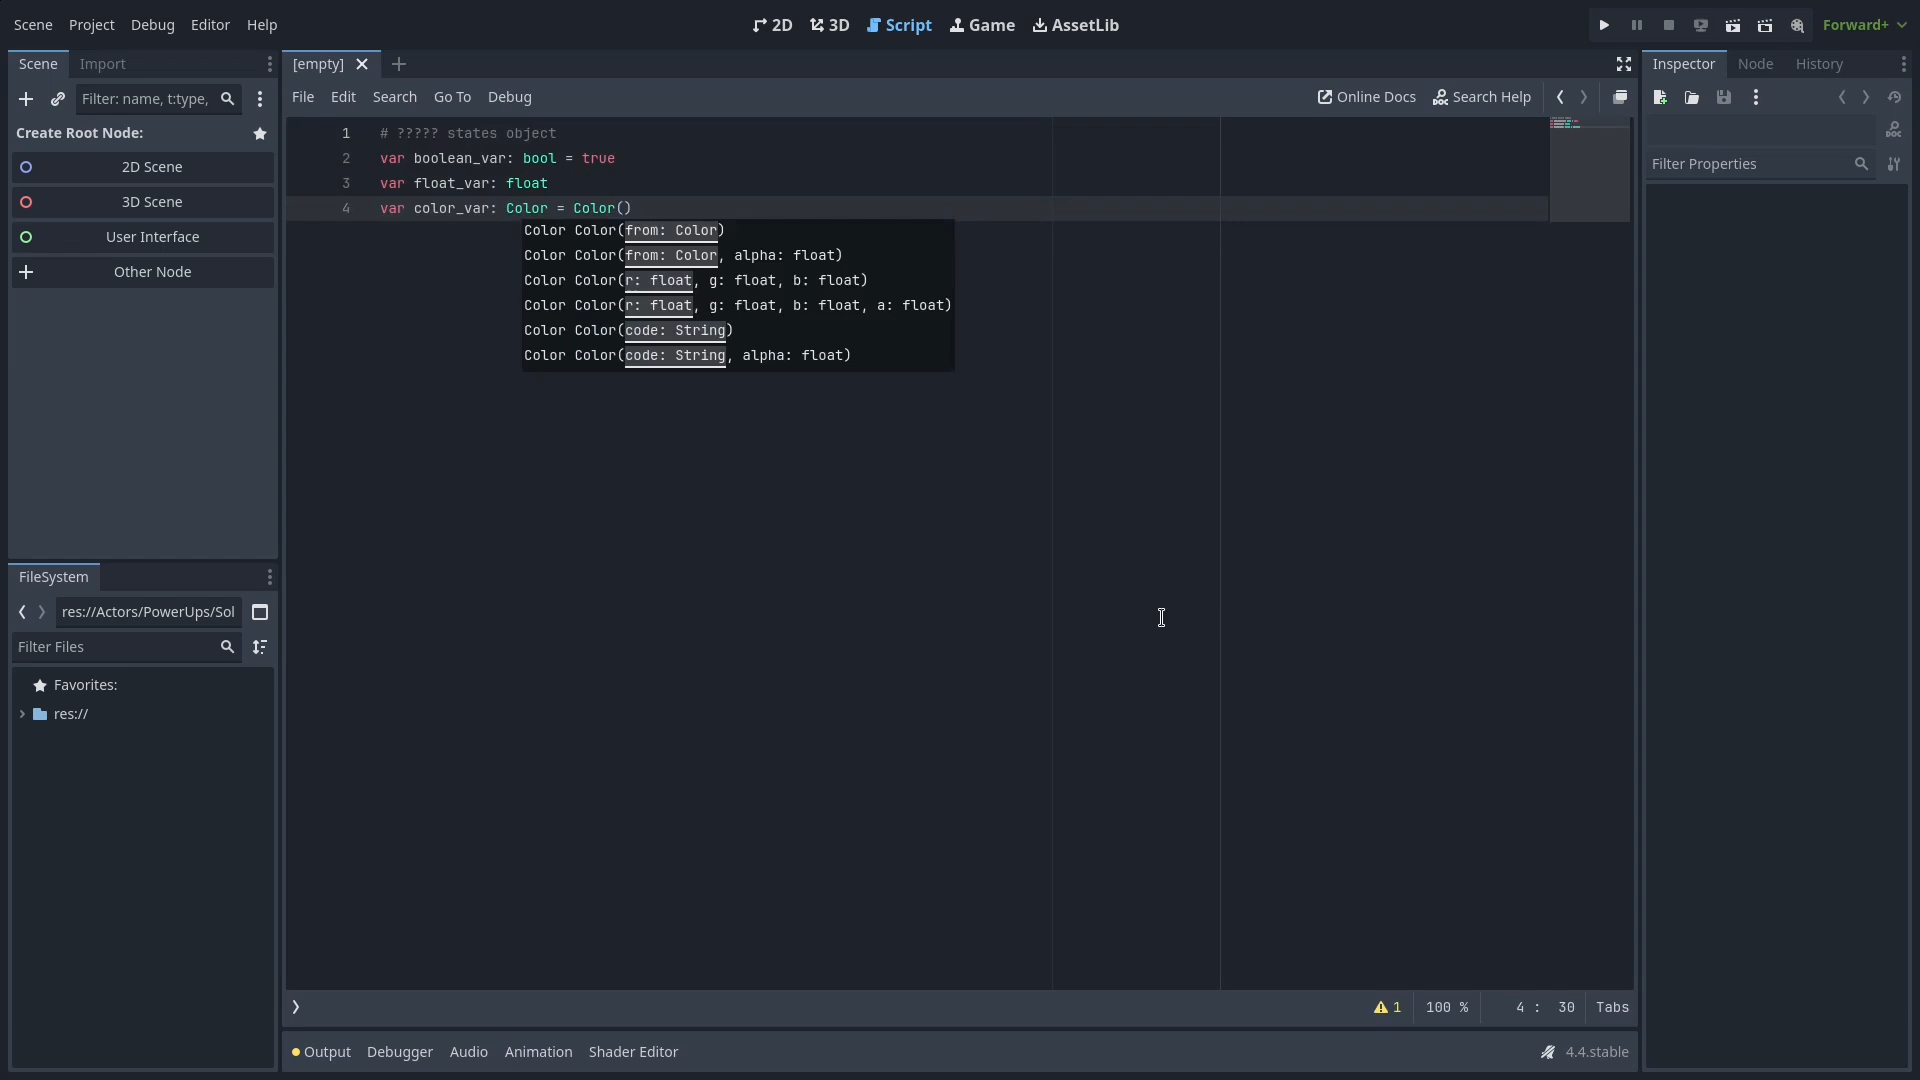 Scene Project Debug Editor Help
2D 3D Script Game AssetLib
Forward+
Scene Import
Filter: name, t:type,
Create Root Node:
2D Scene
3D Scene
User Interface
Other Node
FileSystem
res://Actors/PowerUps/Sol
Filter Files
Favorites:
res://
[empty]
File Edit Search Go To Debug
Online Docs Search Help
1 # ????? states object
2 var boolean_var: bool = true
3 var float_var: float
4 var color_var: Color = Color()
Color Color(from: Color)
Color Color(from: Color, alpha: float)
Color Color(r: float, g: float, b: float)
Color Color(r: float, g: float, b: float, a: float)
Color Color(code: String)
Color Color(code: String, alpha: float)
1 100 % 4 : 30 Tabs
Output Debugger Audio Animation Shader Editor
4.4.stable
Inspector Node History
DOC
Filter Properties